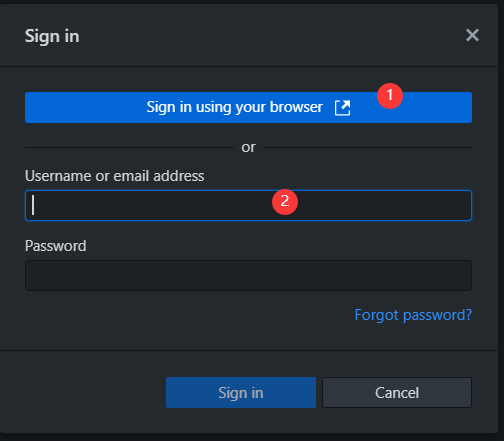 Sign in
Sign in using your browser
1
or
Username or email address
2
Password
Forgot password?
Sign in
Cancel